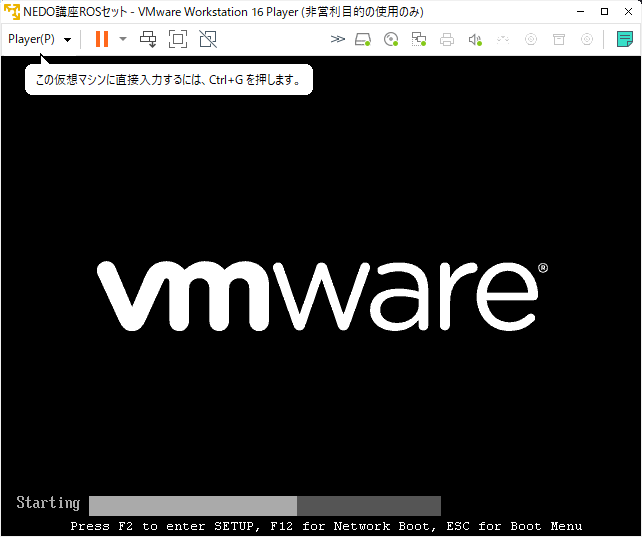 NEDO講座ROSセット - VMware Workstation 16 Player (非営利目的の使用のみ)
Player(P)
この仮想マシンに直接入力するには、Ctrl+G を押します。
vmware®
Starting
Press F2 to enter SETUP, F12 for Network Boot, ESC for Boot Menu